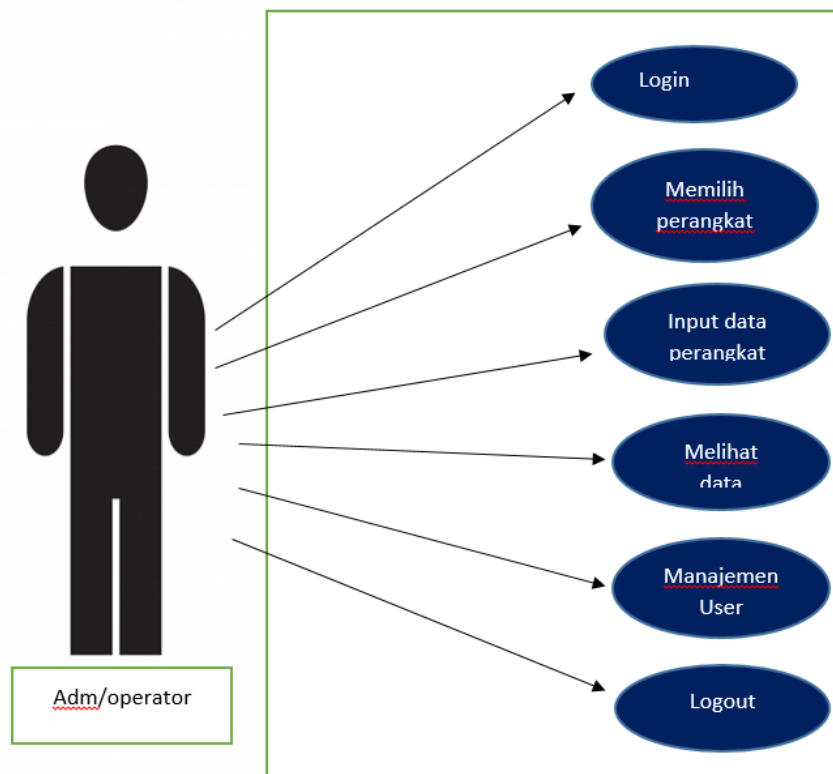 Login
Memilih
perangkat
Input data
perangkat
Melihat
data
Manajemen
User
Logout
Adm/operator